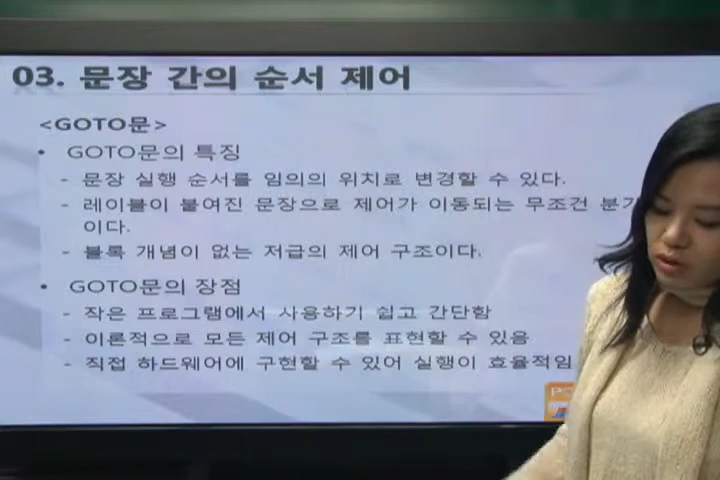 03. 문장 간의 순서 제어
<GOTO문>
• GOTO문의 특징
- 문장 실행 순서를 임의의 위치로 변경할 수 있다.
- 레이블이 붙여진 문장으로 제어가 이동되는 무조건
이다.
- 블록 개념이 없는 저급의 제어 구조이다.
• GOTO문의 장점
- 작은 프로그램에서 사용하기 쉽고 간단함
- 이론적으로 모든 제어 구조를 표현할 수 있음
- 직접 하드웨어에 구현할 수 있어 실행이 효율적임